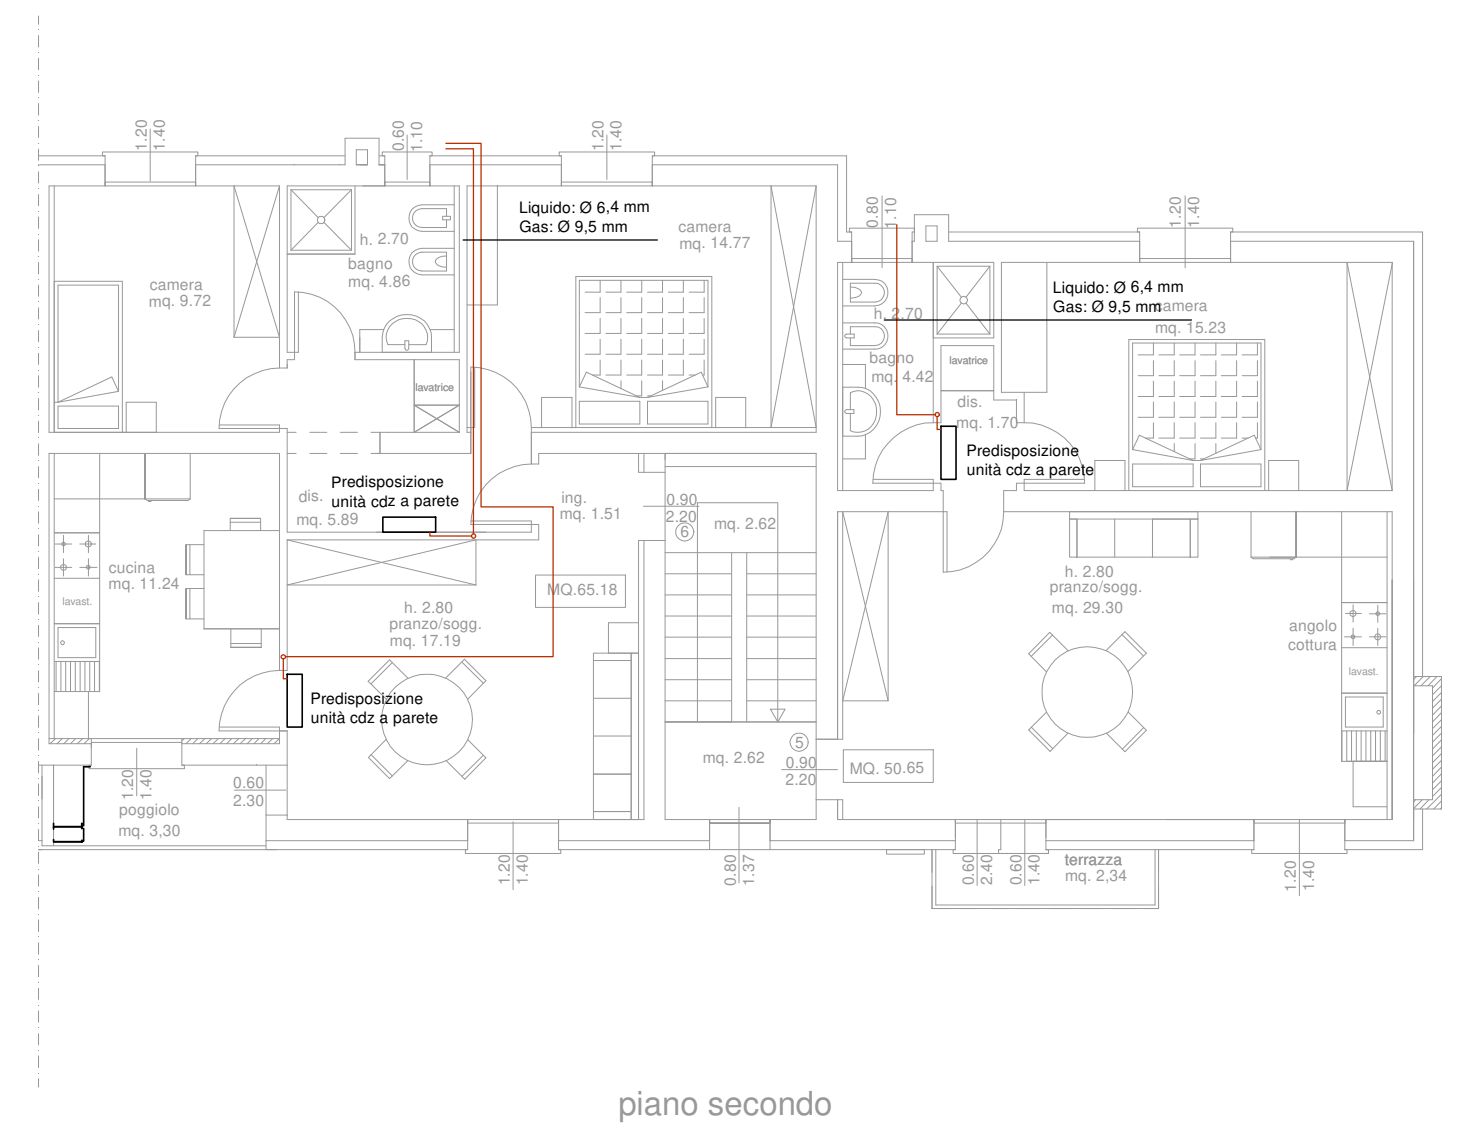 1.20
1.40
0.60
1.10
1.20
1.40
0.80
1.10
1.20
1.40
Liquido: Ø 6,4 mm
Gas: Ø 9,5 mm
camera
mq. 14.77
h. 2.70
bagno
mq. 4.86
camera
mq. 9.72
lavatrice
Liquido: Ø 6,4 mm
Gas: Ø 9,5 mm
camera
mq. 15.23
h. 2.70
bagno
mq. 4.42
lavatrice
dis.
mq. 1.70
Predisposizione
unità cdz a parete
Predisposizione
unità cdz a parete
dis.
mq. 5.89
ing.
mq. 1.51
0.90
2.20
6
mq. 2.62
cucina
mq. 11.24
lavast.
MQ.65.18
h. 2.80
pranzo/sogg.
mq. 17.19
h. 2.80
pranzo/sogg.
mq. 29.30
angolo
cottura
lavast.
Predisposizione
unità cdz a parete
mq. 2.62
5
0.90
2.20
MQ. 50.65
1.20
1.40
0.60
2.30
poggiolo
mq. 3,30
1.20
1.40
0.80
1.37
0.60
2.40
0.60
1.40
terrazza
mq. 2,34
1.20
1.40
piano secondo